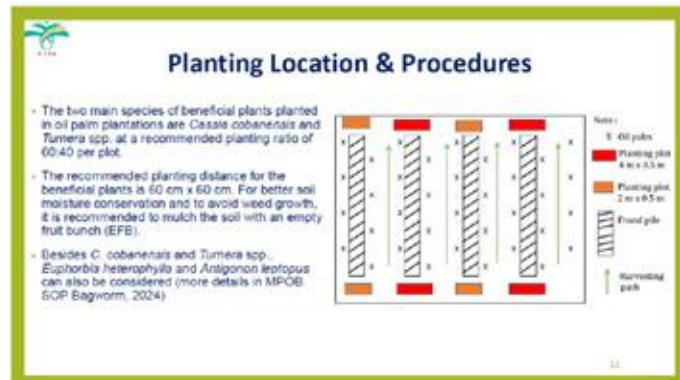 Planting Location & Procedures
- The two main species of beneficial plants planted
in oil palm plantations are Cassia cobanensis and
Turnera spp. at a recommended planting ratio of
60:40 per plot.
- The recommended planting distance for the
beneficial plants is 60 cm x 60 cm. For better soil
moisture conservation and to avoid weed growth,
it is recommended to mulch the soil with an empty
fruit bunch (EFB).
- Besides C. cobanensis and Turnera spp.,
Euphorbia heterophylla and Antigonon leptopus
can also be considered (more details in MPOB
SOP Bagworm, 2024)
Note :
X Oil palm
Planting plot
Planting plot
2 m x 0.5 m
Frond pile
Harvesting
path